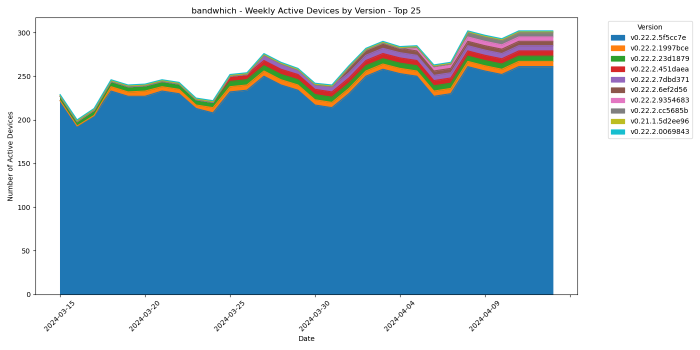 bandwhich - Weekly Active Devices by Version - Top 25
Number of Active Devices
300
250
200
150
100
50
0
2024-03-15
2024-03-20
2024-03-25
2024-03-30
2024-04-04
2024-04-09
Date
Version
v0.22.2.5f5cc7e
v0.22.2.1997bce
v0.22.2.23d1879
v0.22.2.451daea
v0.22.2.7dbd371
v0.22.2.6ef2d56
v0.22.2.9354683
v0.22.2.cc5685b
v0.21.1.5d2ee96
v0.22.2.0069843